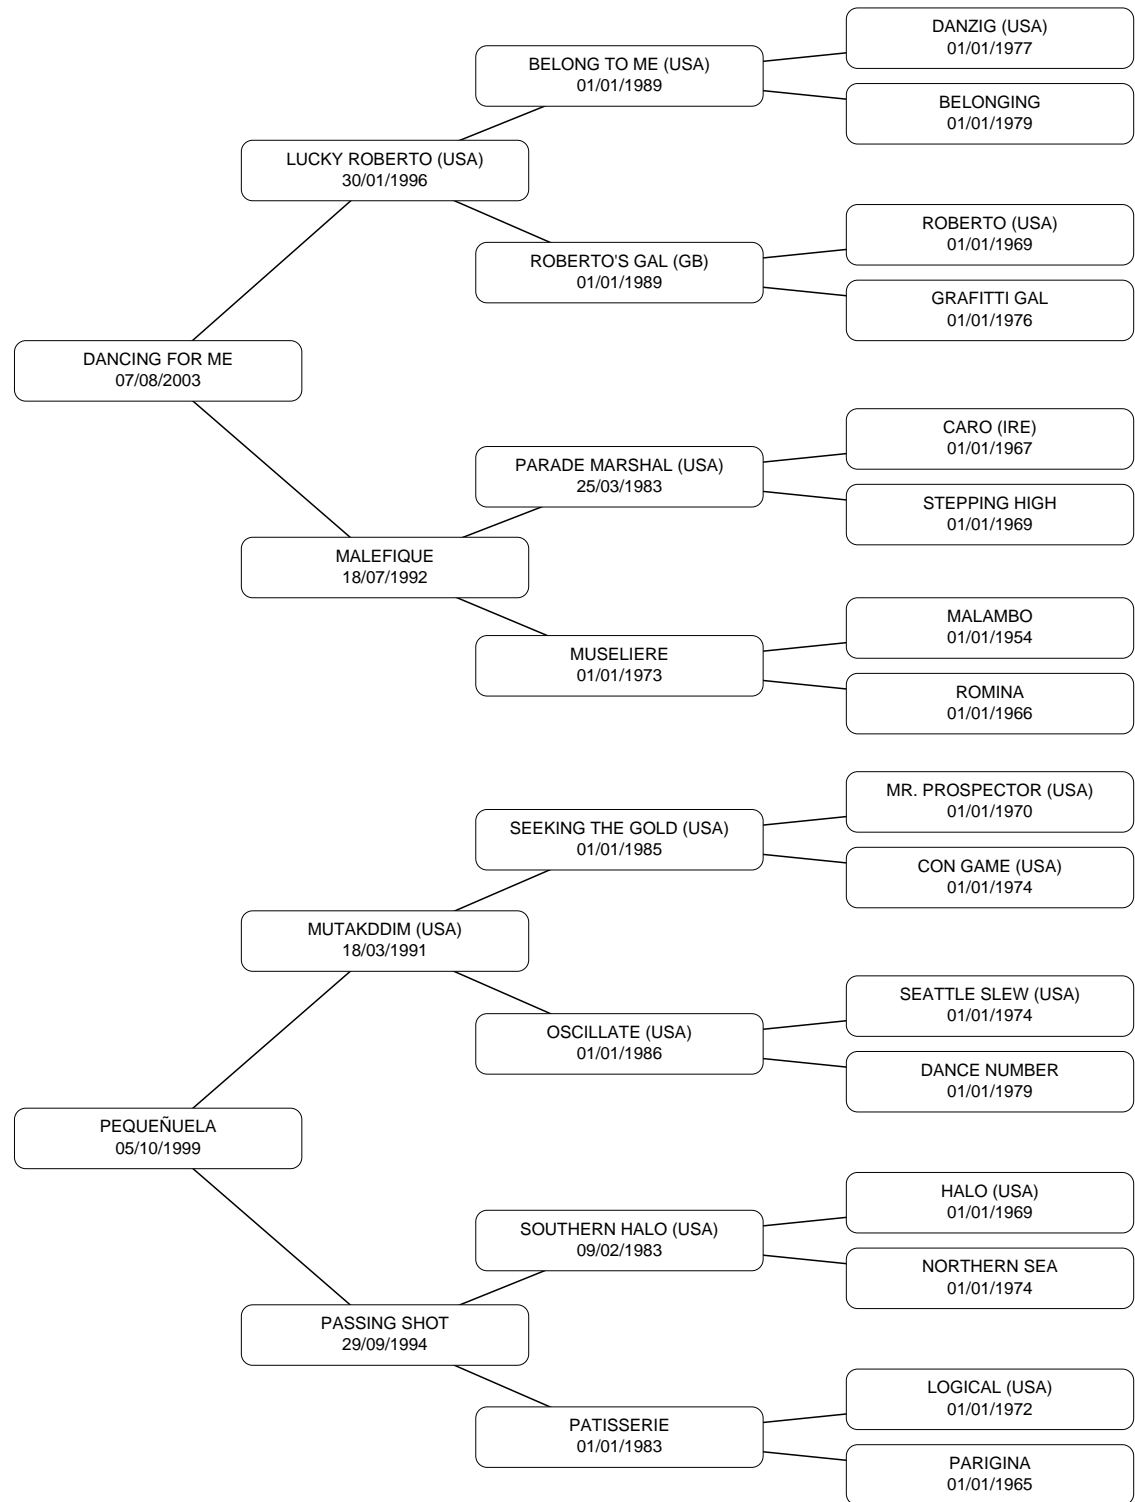 DANZIG (USA)
01/01/1977
BELONG TO ME (USA)
01/01/1989
BELONGING
01/01/1979
LUCKY ROBERTO (USA)
30/01/1996
ROBERTO (USA)
01/01/1969
ROBERTO'S GAL (GB)
01/01/1989
GRAFITTI GAL
01/01/1976
DANCING FOR ME
07/08/2003
CARO (IRE)
01/01/1967
PARADE MARSHAL (USA)
25/03/1983
STEPPING HIGH
01/01/1969
MALEFIQUE
18/07/1992
MALAMBO
01/01/1954
MUSELIERE
01/01/1973
ROMINA
01/01/1966
MR. PROSPECTOR (USA)
01/01/1970
SEEKING THE GOLD (USA)
01/01/1985
CON GAME (USA)
01/01/1974
MUTAKDDIM (USA)
18/03/1991
SEATTLE SLEW (USA)
01/01/1974
OSCILLATE (USA)
01/01/1986
DANCE NUMBER
01/01/1979
PEQUEÑUELA
05/10/1999
HALO (USA)
01/01/1969
SOUTHERN HALO (USA)
09/02/1983
NORTHERN SEA
01/01/1974
PASSING SHOT
29/09/1994
LOGICAL (USA)
01/01/1972
PATISSERIE
01/01/1983
PARIGINA
01/01/1965